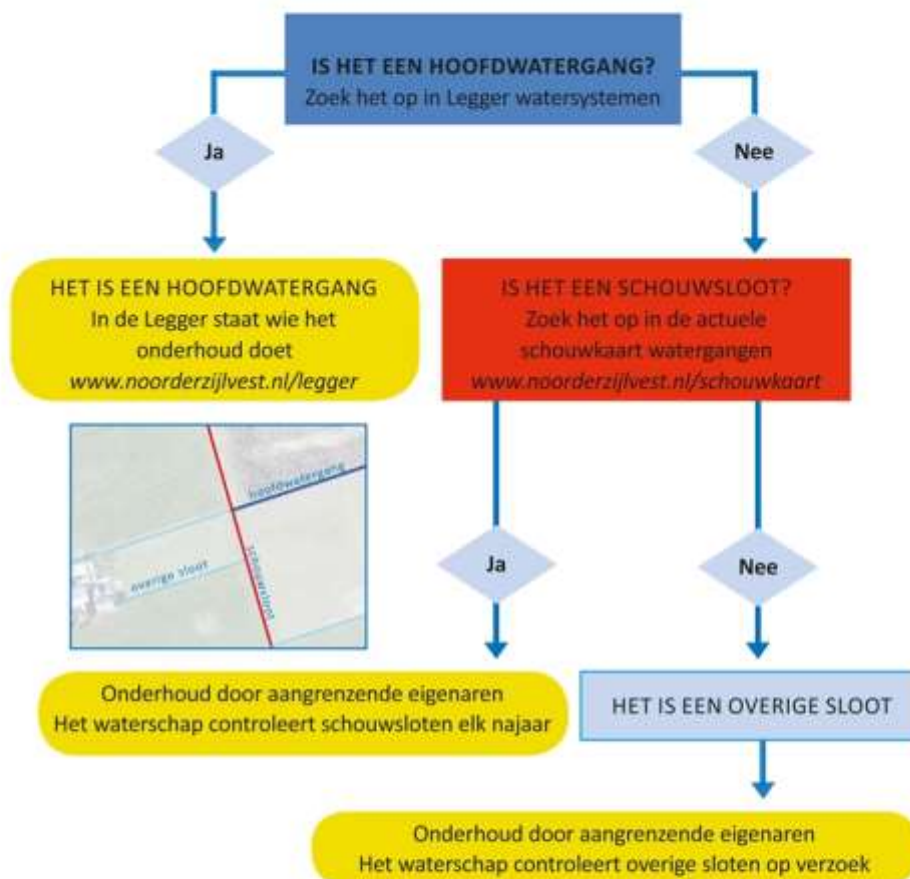 IS HET EEN HOOFDWATERGANG?
Zoek het op in Legger watersystemen
Ja
Nee
HET IS EEN HOOFDWATERGANG
In de Legger staat wie het
onderhoud doet
www.noorderzijlvest.nl/legger
IS HET EEN SCHOUWSLOOT?
Zoek het op in de actuele
schouwkaart watergangen
www.noorderzijlvest.nl/schouwkaart
hoofdwatergang
overige sloot
schouwsloot
Ja
Nee
Onderhoud door aangrenzende eigenaren
Het waterschap controleert schouwsloten elk najaar
HET IS EEN OVERIGE SLOOT
Onderhoud door aangrenzende eigenaren
Het waterschap controleert overige sloten op verzoek